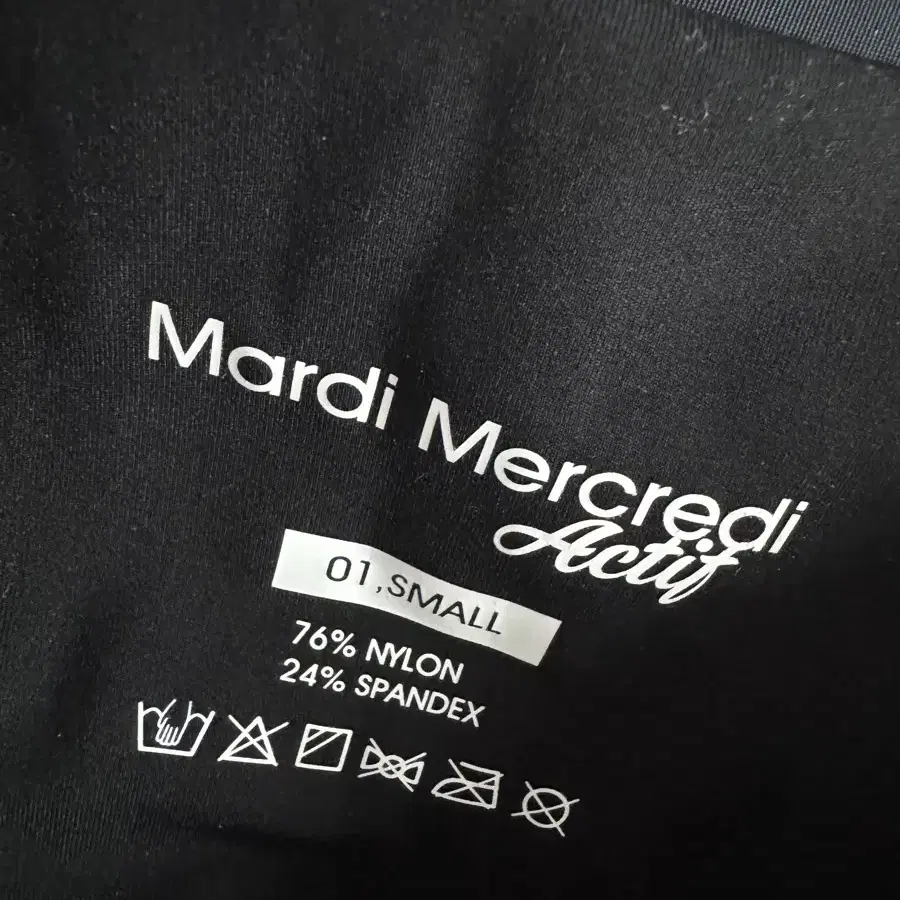 Mardi Mercredi
Actif
01,SMALL
76% NYLON
24% SPANDEX